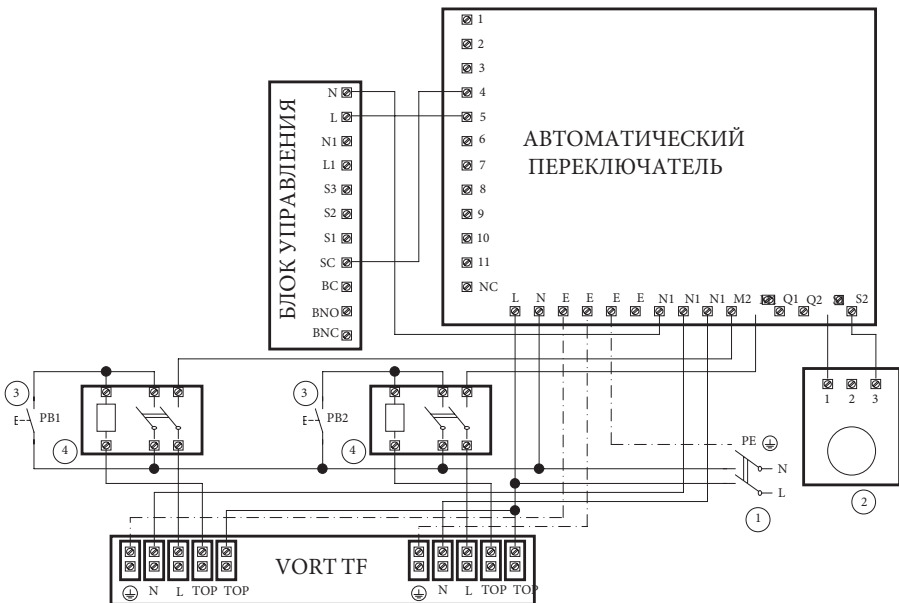 1
2
3
4
5
6
7
8
9
10
11
NC
АВТОМАТИЧЕСКИЙ
ПЕРЕКЛЮЧАТЕЛЬ
БЛОК УПРАВЛЕНИЯ
N
L
N1
L1
S3
S2
S1
SC
BC
BNO
BNC
L N E E E E N1 N1 N1 M2 Q1 Q2 S2
3 PB1 4
3 PB2 4
1 2 3
2
PE
N
L
1
VORT TF
N L TOP TOP
N L TOP TOP